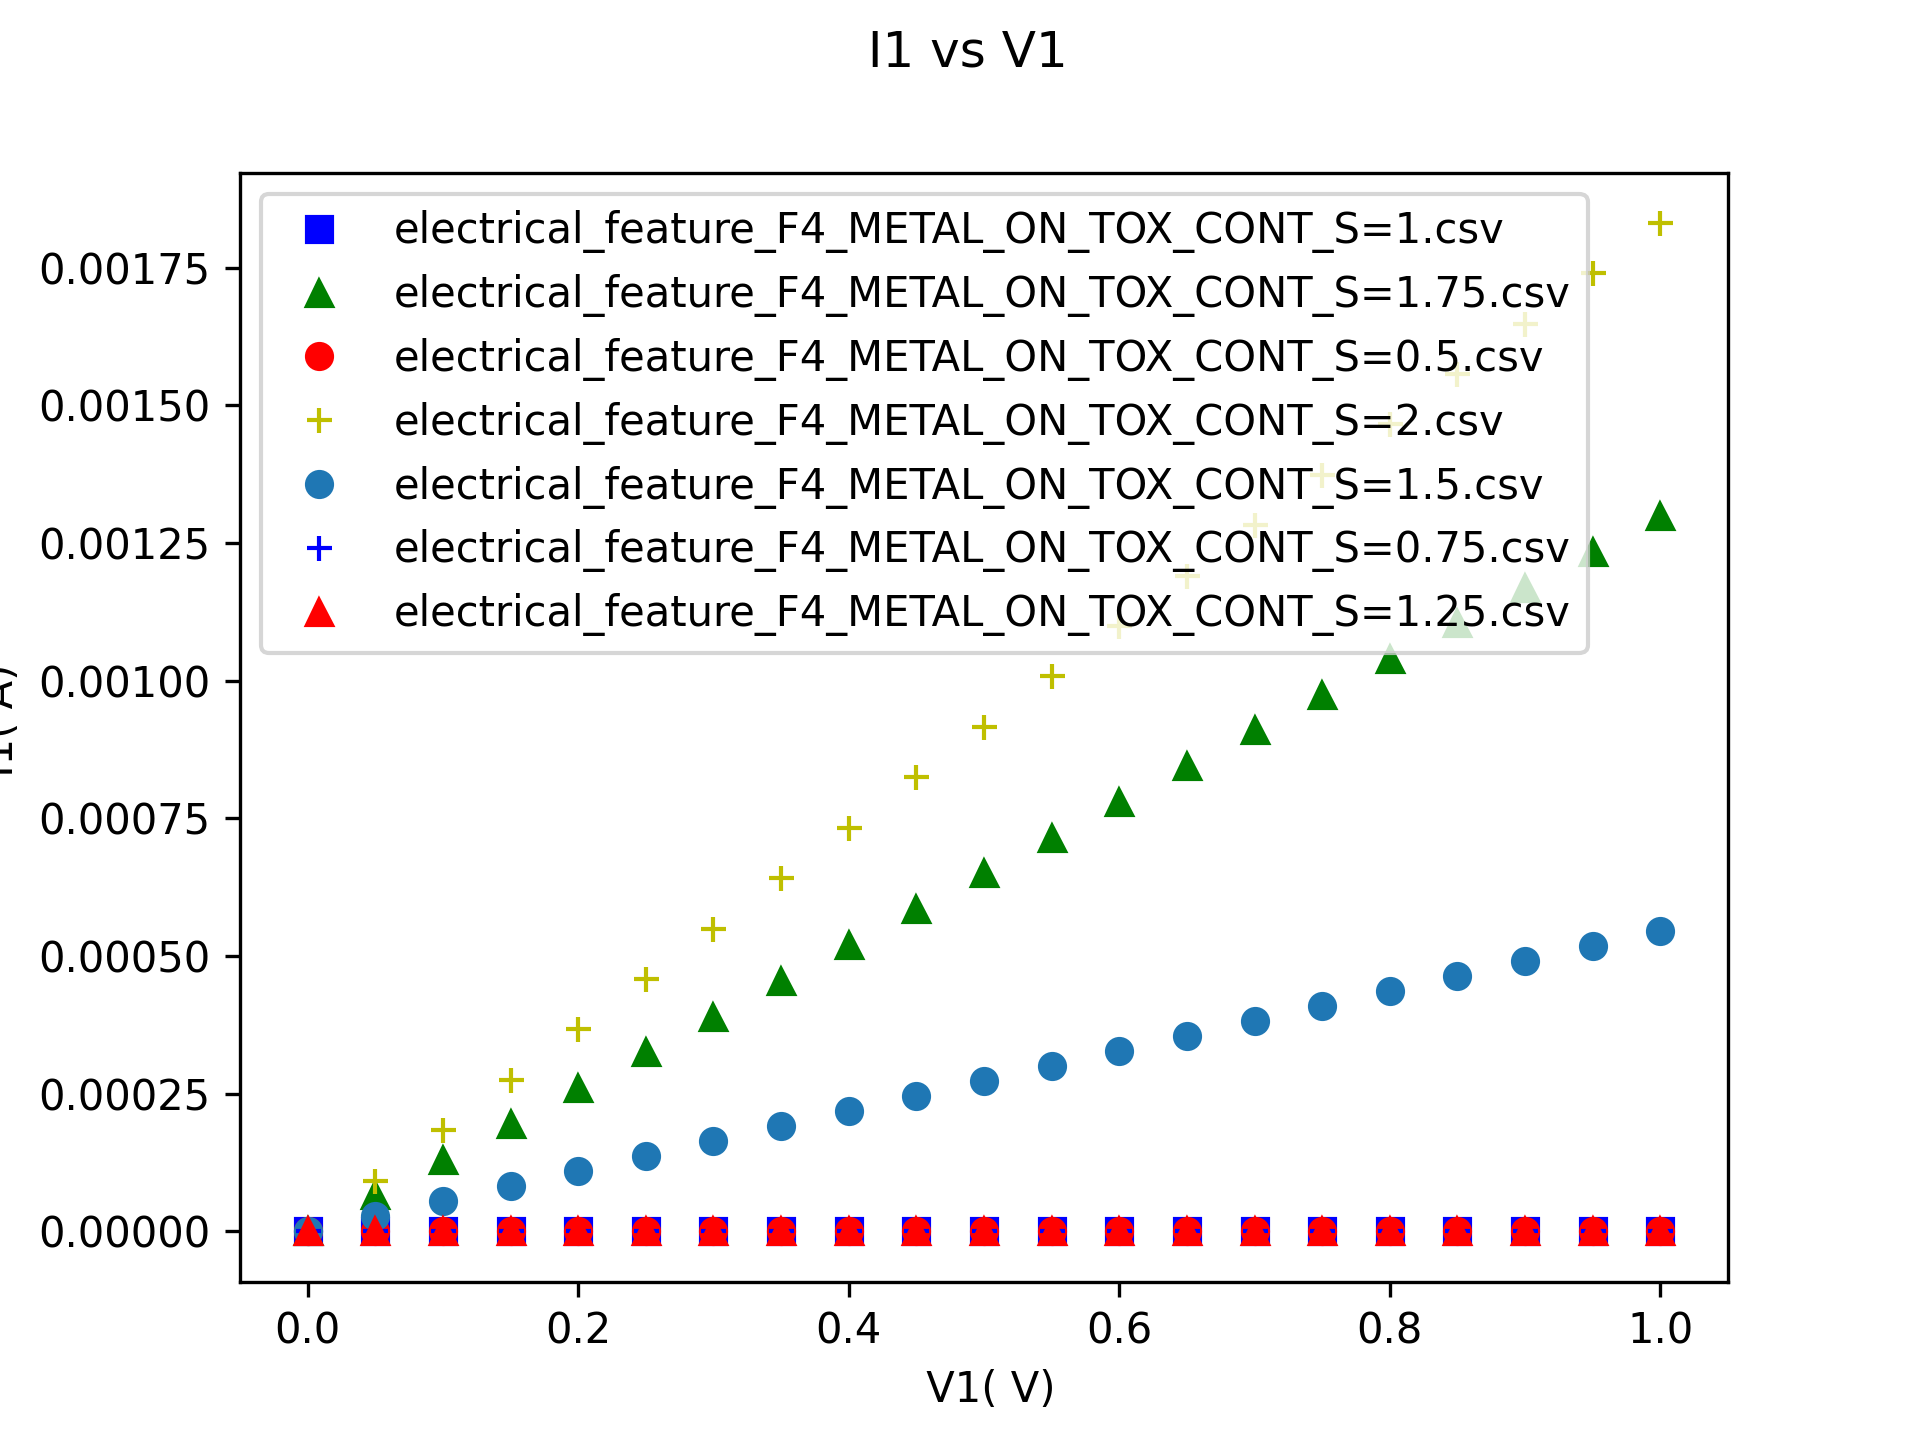 I1 vs V1
electrical_feature_F4_METAL_ON_TOX_CONT_S=1.csv
electrical_feature_F4_METAL_ON_TOX_CONT_S=1.75.csv
electrical_feature_F4_METAL_ON_TOX_CONT_S=0.5.csv
electrical_feature_F4_METAL_ON_TOX_CONT_S=2.csv
electrical_feature_F4_METAL_ON_TOX_CONT_S=1.5.csv
electrical_feature_F4_METAL_ON_TOX_CONT_S=0.75.csv
electrical_feature_F4_METAL_ON_TOX_CONT_S=1.25.csv
0.00175
0.00150
0.00125
0.00100
0.00075
0.00050
0.00025
0.00000
I1( A)
0.0 0.2 0.4 0.6 0.8 1.0
V1( V)